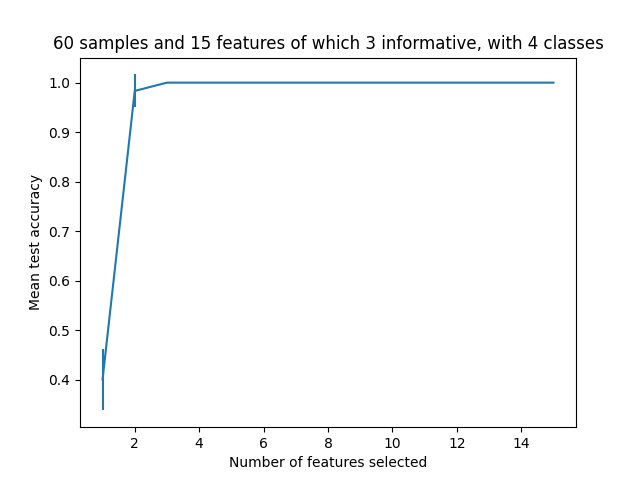 60 samples and 15 features of which 3 informative, with 4 classes
1.0
0.9
0.8
0.7
0.6
0.5
0.4
Mean test accuracy
2 4 6 8 10 12 14
Number of features selected